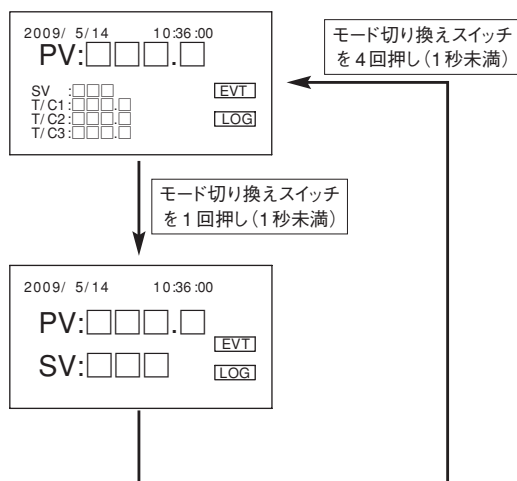 2009/ 5/14 10:36:00
PV:□□□.□
SV :□□□
T/C1:□□□.□
T/C2:□□□.□
T/C3:□□□.□
EVT
LOG
モード切り換えスイッチ
を4回押し(1秒未満)
モード切り換えスイッチ
を1回押し(1秒未満)
2009/ 5/14 10:36:00
PV:□□□.□
SV:□□□
EVT
LOG